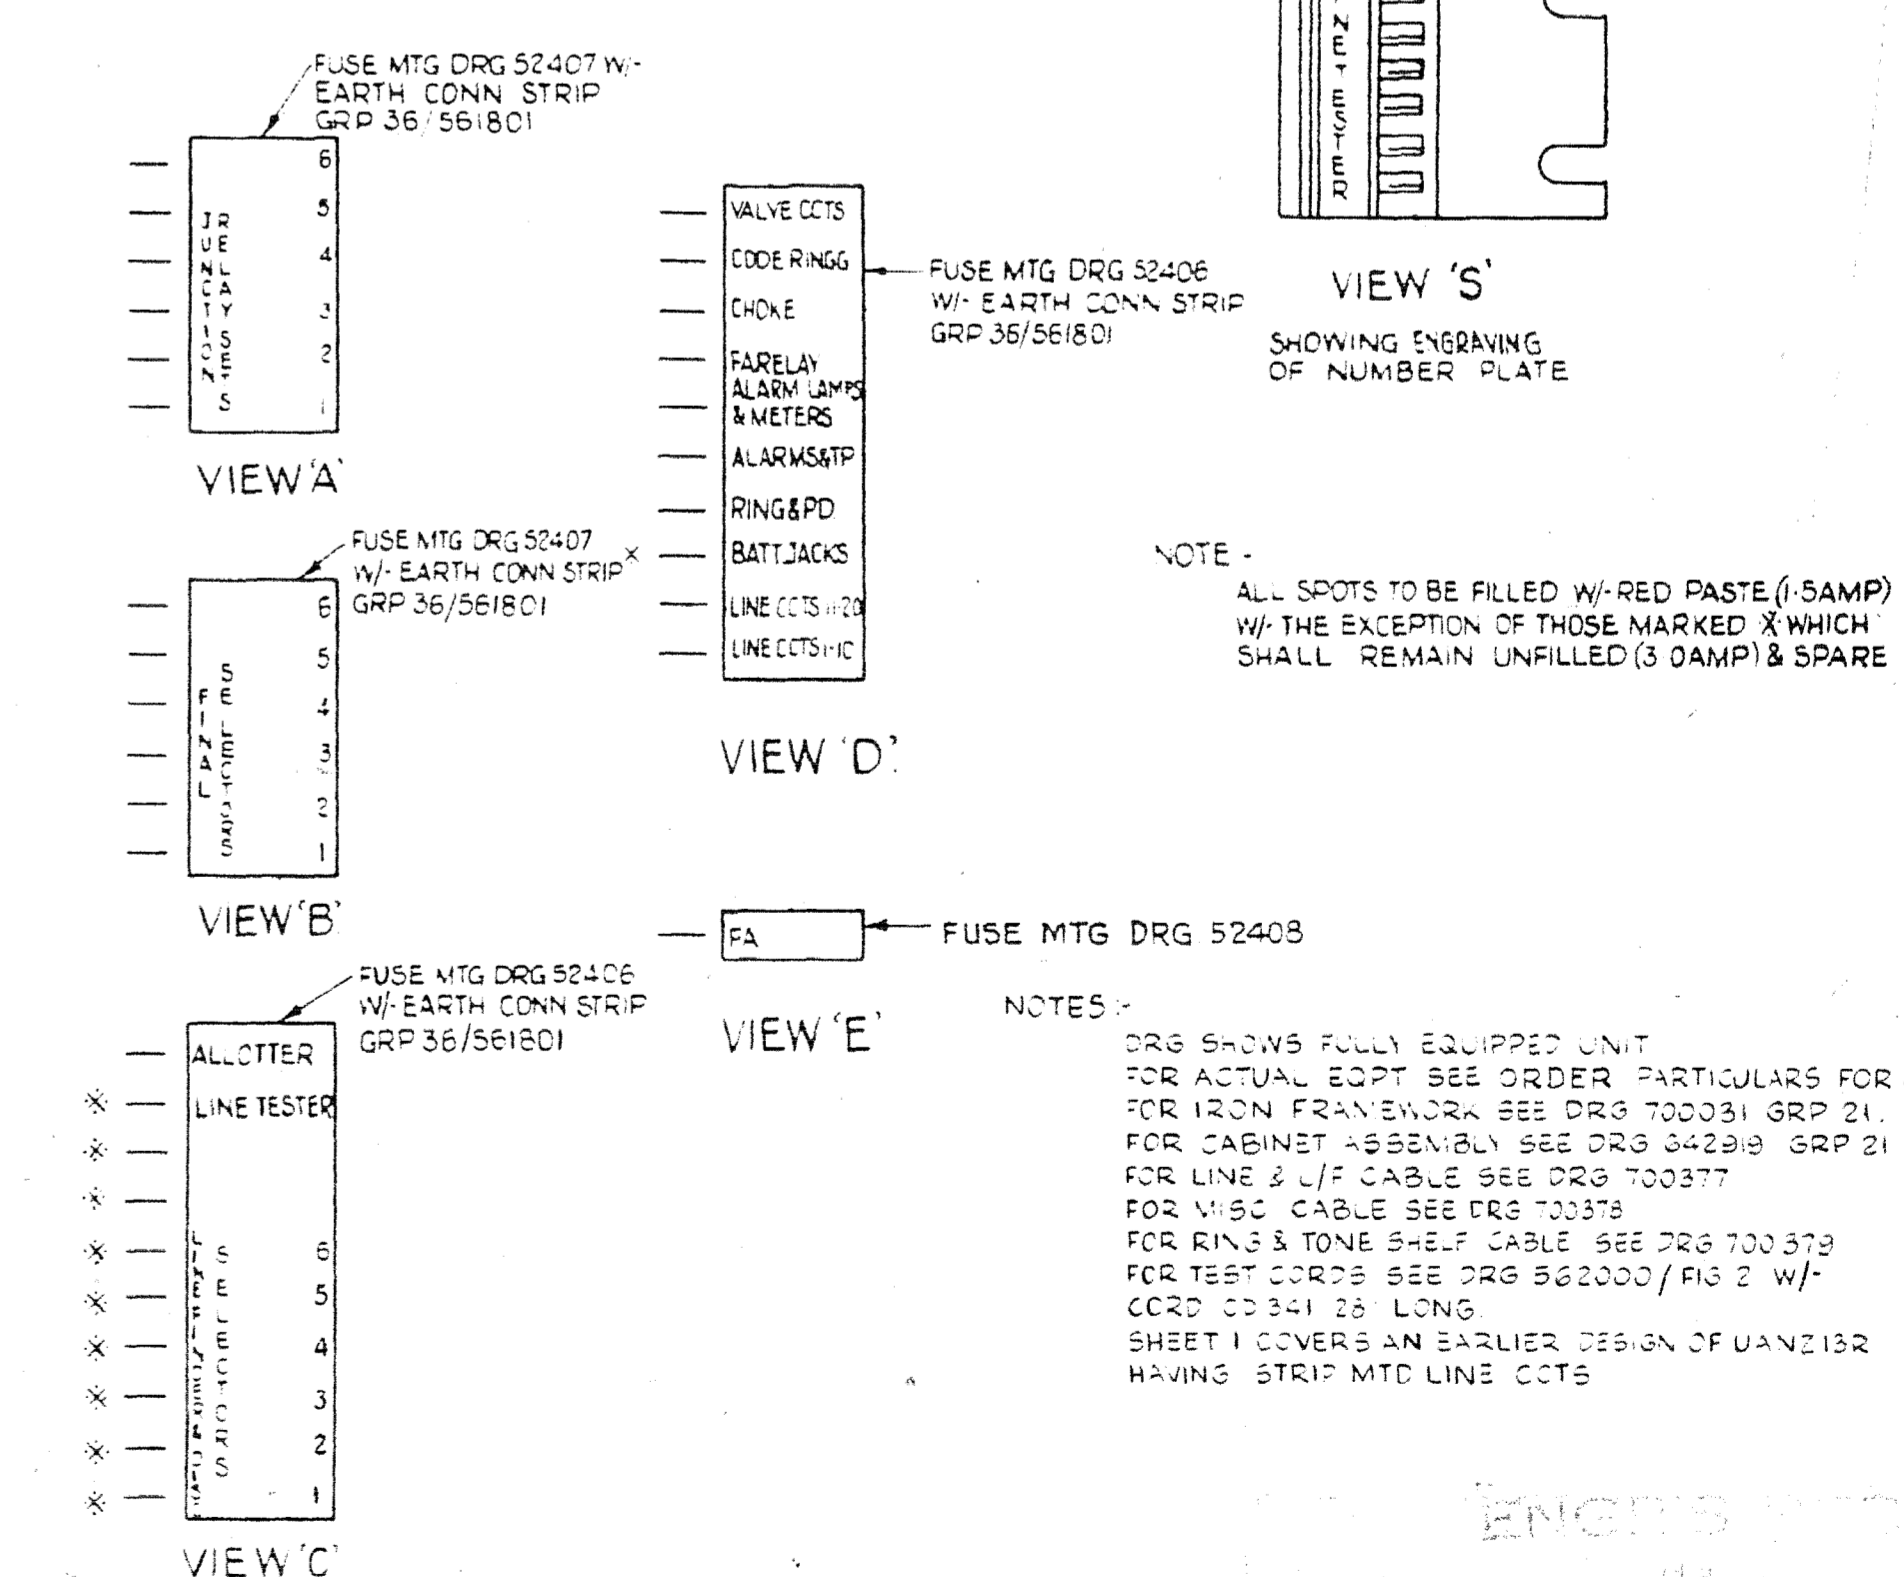 FUSE MTG DRG 52407 W/-
EARTH CONN STRIP
GRP 36/561801
JUNCTION
RELAY SETS
6
5
4
3
2
1
VIEW 'A'
FUSE MTG DRG 52407
W/- EARTH CONN STRIP
GRP 36/561801
FINAL
SELECTORS
6
5
4
3
2
1
VIEW 'B'
FUSE MTG DRG 52406
W/- EARTH CONN STRIP
GRP 36/561801
ALLOTTER
LINE TESTER
LINEFINDERS &
SELECTORS
6
5
4
3
2
1
VIEW 'C'
VALVE CCTS
CODE RINGG
CHOKE
FA RELAY
ALARM LAMPS
& METERS
ALARMS & TP
RING & PD
X BATT JACKS
LINE CCTS 11-20
LINE CCTS 1-10
FUSE MTG DRG 52406
W/- EARTH CONN STRIP
GRP 36/561801
VIEW 'D'
FA
FUSE MTG DRG 52408
VIEW 'E'
NETESTER
VIEW 'S'
SHOWING ENGRAVING
OF NUMBER PLATE
NOTE -
ALL SPOTS TO BE FILLED W/- RED PASTE (1·5AMP)
W/- THE EXCEPTION OF THOSE MARKED X WHICH
SHALL REMAIN UNFILLED (3·0AMP) & SPARE
NOTES :-
DRG SHOWS FULLY EQUIPPED UNIT
FOR ACTUAL EQPT SEE ORDER PARTICULARS FOR
FOR IRON FRAMEWORK SEE DRG 700031 GRP 21.
FOR CABINET ASSEMBLY SEE DRG 642919 GRP 21
FOR LINE & L/F CABLE SEE DRG 700377
FOR MISC CABLE SEE DRG 700378
FOR RING & TONE SHELF CABLE SEE DRG 700379
FOR TEST CORDS SEE DRG 562000/FIG 2 W/-
CORD CD 341 28" LONG.
SHEET 1 COVERS AN EARLIER DESIGN OF UANZ13R
HAVING STRIP MTD LINE CCTS